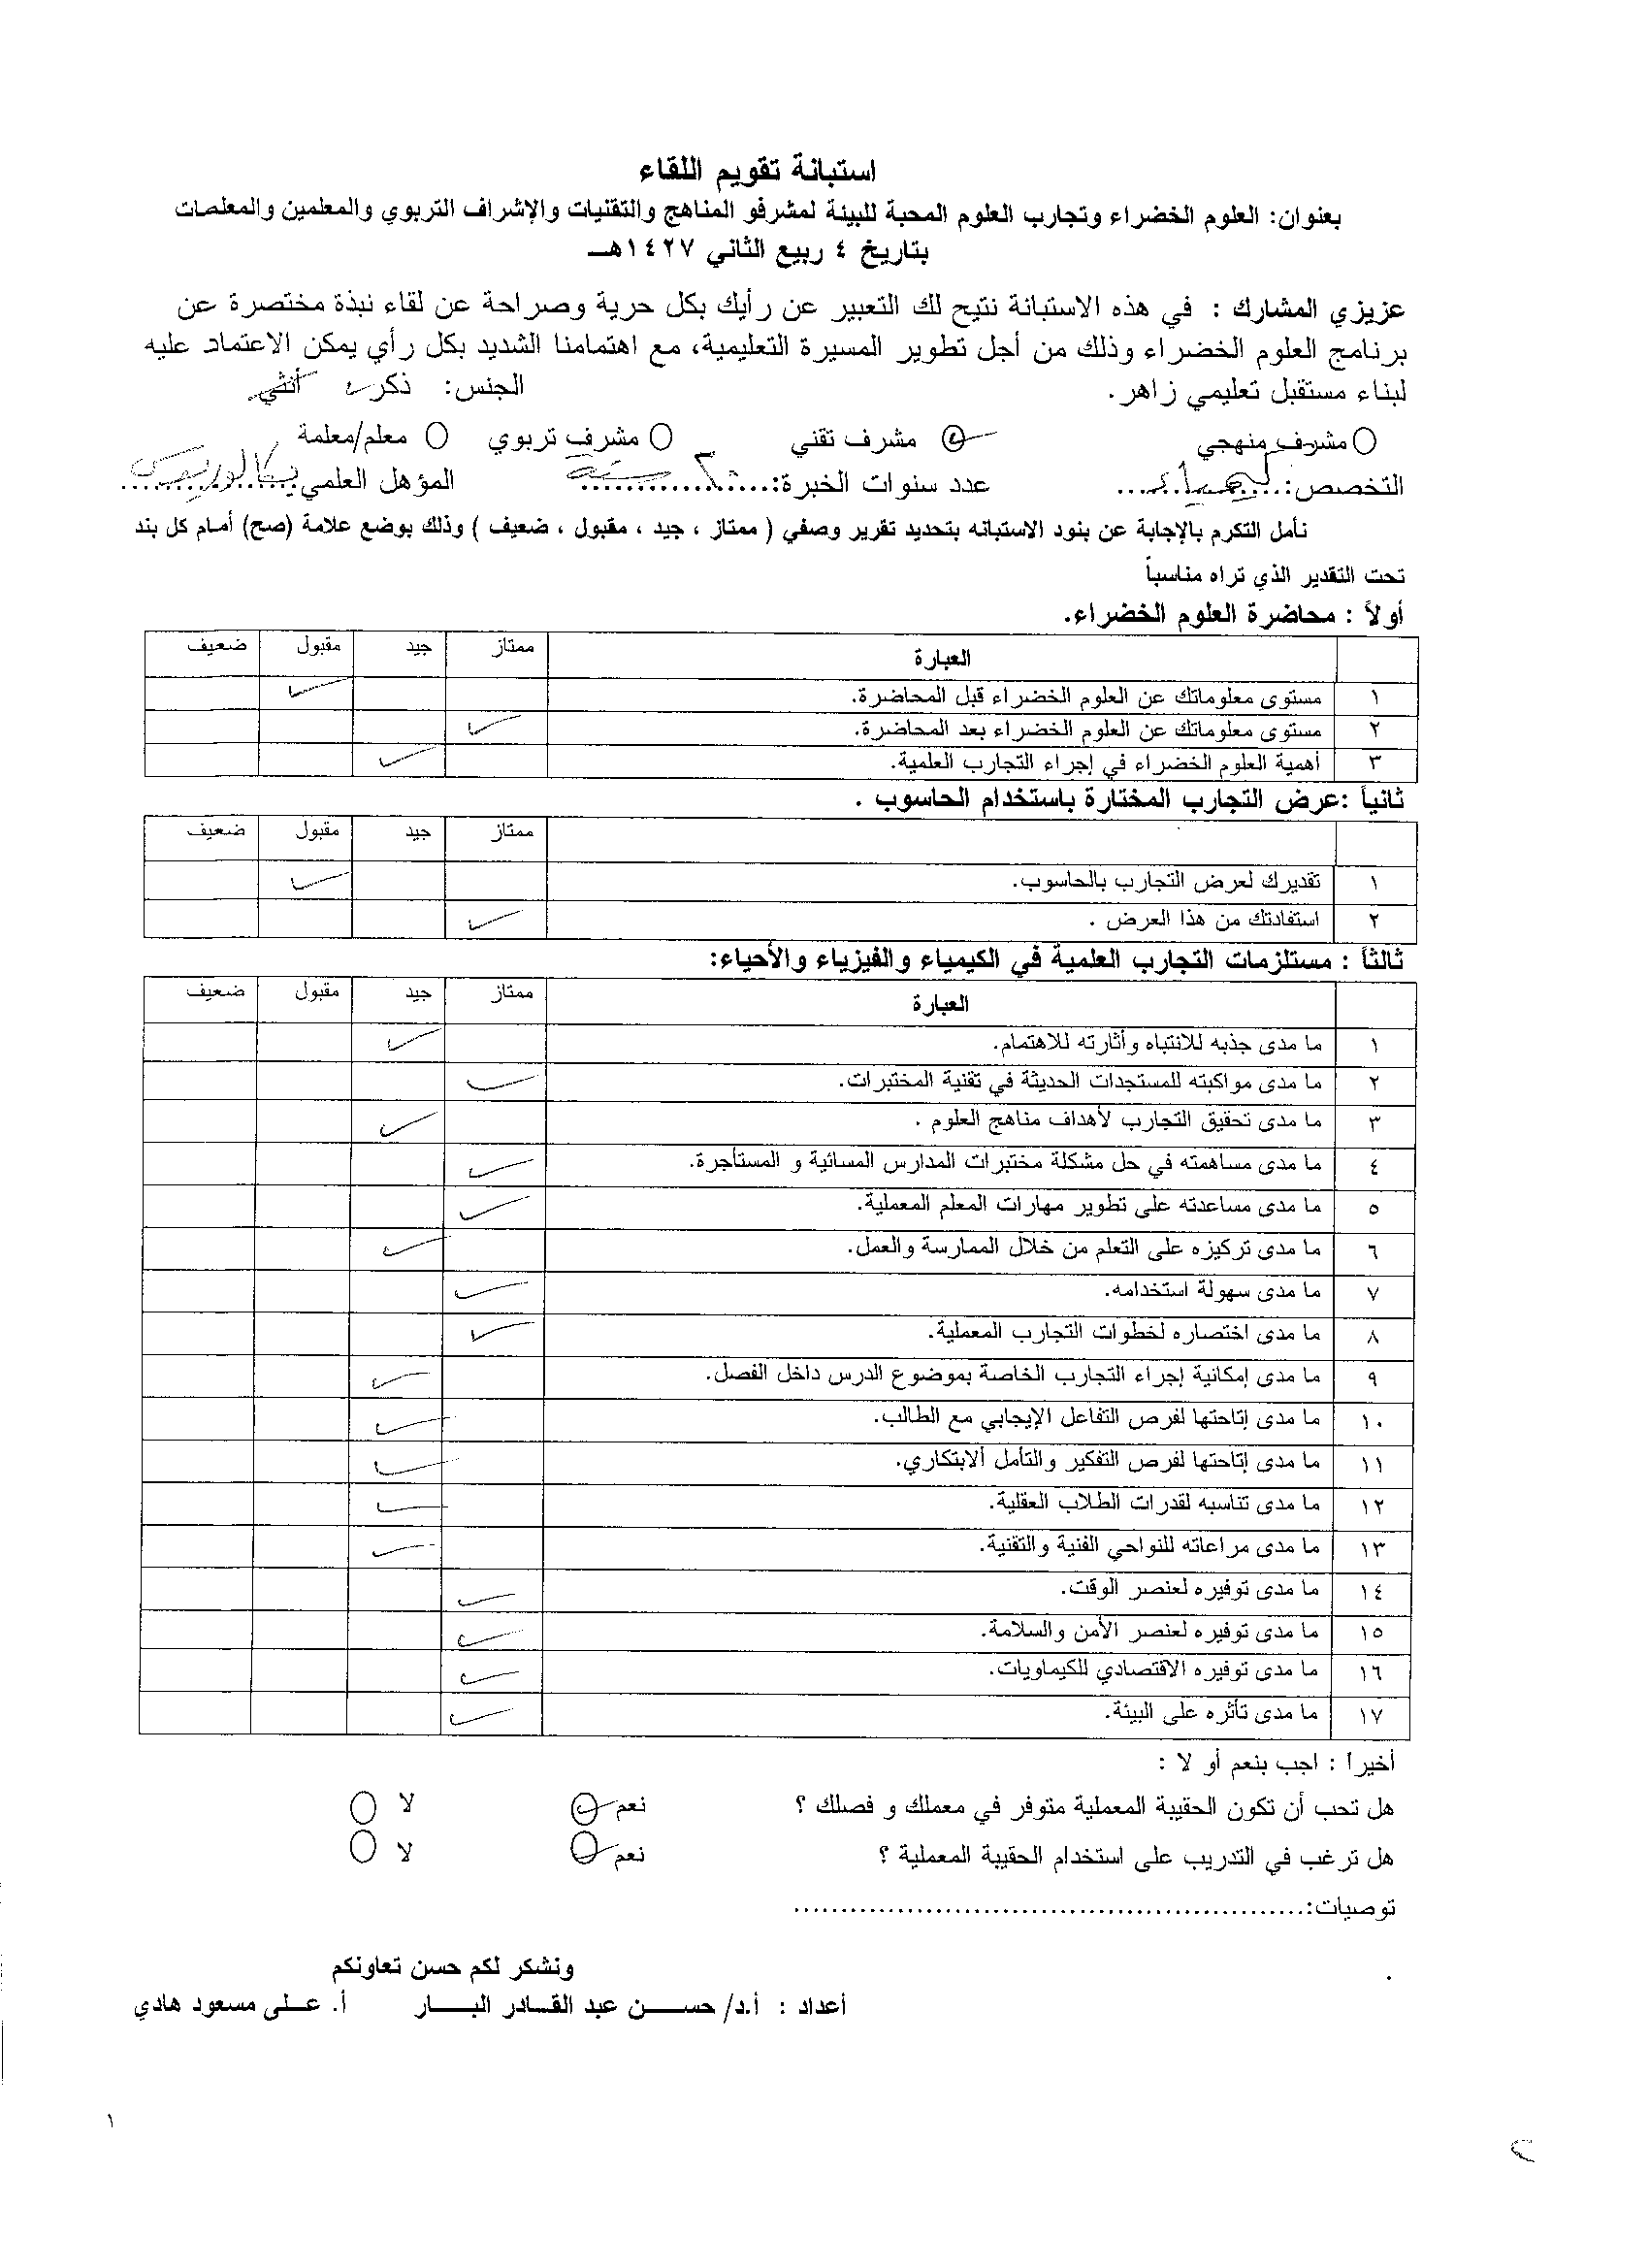 استبانة تقويم اللقاء
بعنوان: العلوم الخضراء وتجارب العلوم المحبة للبيئة لمشرفو المناهج والتقنيات والإشراف التربوي والمعلمين والمعلمات
بتاريخ ٤ ربيع الثاني ١٤٢٧هـ
عزيزي المشارك : في هذه الاستبانة نتيح لك التعبير عن رأيك بكل حرية وصراحة عن لقاء نبذة مختصرة عن
برنامج العلوم الخضراء وذلك من أجل تطوير المسيرة التعليمية، مع اهتمامنا الشديد بكل رأي يمكن الاعتماد عليه
لبناء مستقبل تعليمي زاهر. الجنس: ذكر أنثي
مشرف منهجي مشرف تقني مشرف تربوي معلم/معلمة
التخصص:................ عدد سنوات الخبرة:................ سنة المؤهل العلمي بكالوريوس
نأمل التكرم بالإجابة عن بنود الاستبانه بتحديد تقرير وصفي ( ممتاز ، جيد ، مقبول ، ضعيف ) وذلك بوضع علامة (صح) أمام كل بند
تحت التقدير الذي تراه مناسباً
أولاً : محاضرة العلوم الخضراء.
العبارة ممتاز جيد مقبول ضعيف
١ مستوى معلوماتك عن العلوم الخضراء قبل المحاضرة. ✓
٢ مستوى معلوماتك عن العلوم الخضراء بعد المحاضرة. ✓
٣ أهمية العلوم الخضراء في إجراء التجارب العلمية. ✓
ثانياً :عرض التجارب المختارة باستخدام الحاسوب .
ممتاز جيد مقبول ضعيف
١ تقديرك لعرض التجارب بالحاسوب. ✓
٢ استفادتك من هذا العرض . ✓
ثالثاً : مستلزمات التجارب العلمية في الكيمياء والفيزياء والأحياء:
العبارة ممتاز جيد مقبول ضعيف
١ ما مدى جذبه للانتباه وأثارته للاهتمام. ✓
٢ ما مدى مواكبته للمستجدات الحديثة في تقنية المختبرات. ✓
٣ ما مدى تحقيق التجارب لأهداف مناهج العلوم . ✓
٤ ما مدى مساهمته في حل مشكلة مختبرات المدارس المسائية و المستأجرة. ✓
٥ ما مدى مساعدته على تطوير مهارات المعلم المعملية. ✓
٦ ما مدى تركيزه على التعلم من خلال الممارسة والعمل. ✓
٧ ما مدى سهولة استخدامه. ✓
٨ ما مدى اختصاره لخطوات التجارب المعملية. ✓
٩ ما مدى إمكانية إجراء التجارب الخاصة بموضوع الدرس داخل الفصل. ✓
١٠ ما مدى إتاحتها لفرص التفاعل الإيجابي مع الطالب. ✓
١١ ما مدى إتاحتها لفرص التفكير والتأمل ألابتكاري. ✓
١٢ ما مدى تناسبه لقدرات الطلاب العقلية. ✓
١٣ ما مدى مراعاته للنواحي الفنية والتقنية. ✓
١٤ ما مدى توفيره لعنصر الوقت. ✓
١٥ ما مدى توفيره لعنصر الأمن والسلامة. ✓
١٦ ما مدى توفيره الاقتصادي للكيماويات. ✓
١٧ ما مدى تأثره على البيئة. ✓
أخيرا : اجب بنعم أو لا :
هل تحب أن تكون الحقيبة المعملية متوفر في معملك و فصلك ؟ نعم لا
هل ترغب في التدريب على استخدام الحقيبة المعملية ؟ نعم لا
توصيات:......................................................
ونشكر لكم حسن تعاونكم
أعداد : أ.د/ حســـن عبد القـادر البـــار أ. علـى مسعود هادي
١